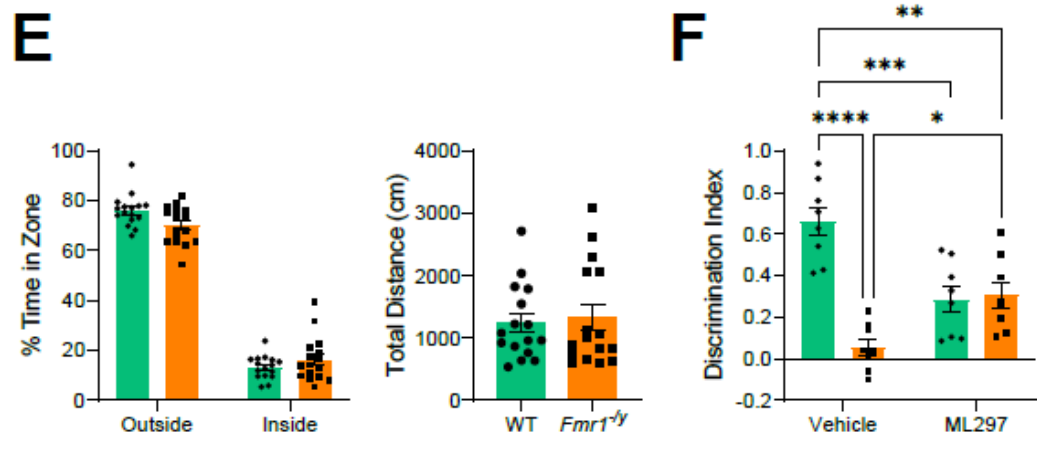 E
F
**
***
****
*
% Time in Zone
100
80
60
40
20
0
Outside
Inside
Total Distance (cm)
4000
3000
2000
1000
0
WT
Fmr1-/y
Discrimination Index
1.0
0.8
0.6
0.4
0.2
0.0
-0.2
Vehicle
ML297